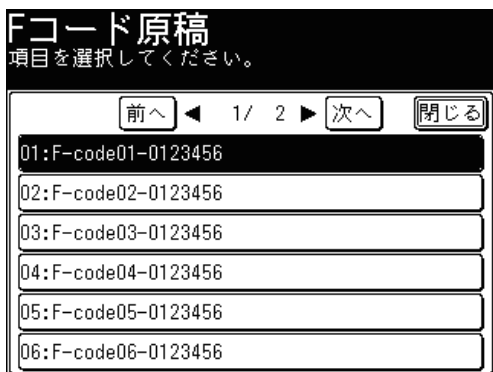 Fコード原稿
項目を選択してください。
前へ ◀ 1/ 2 ▶ 次へ 閉じる
01:F-code01-0123456
02:F-code02-0123456
03:F-code03-0123456
04:F-code04-0123456
05:F-code05-0123456
06:F-code06-0123456